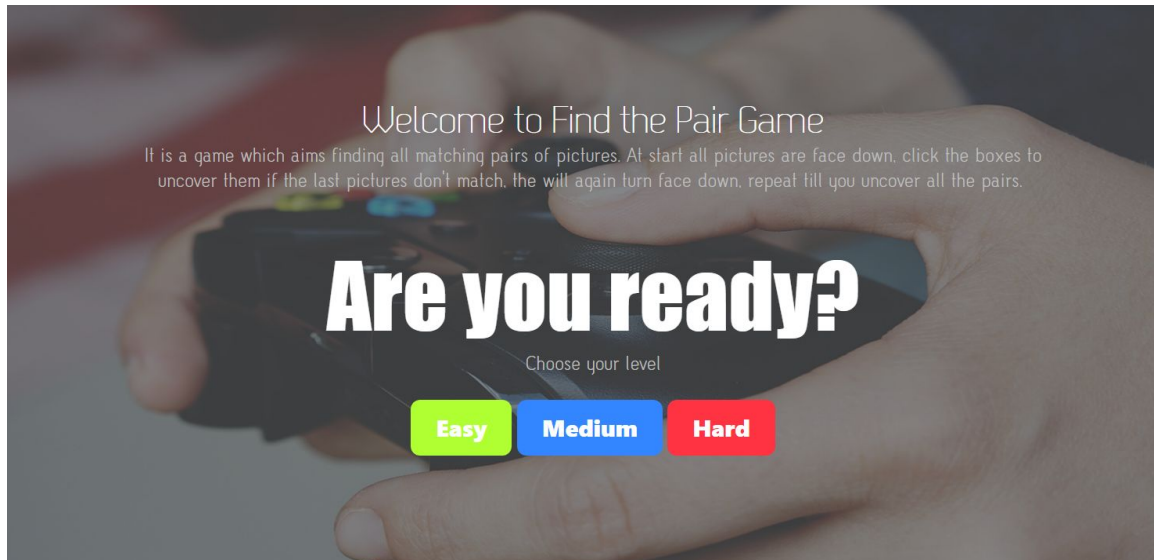 Welcome to Find the Pair Game
It is a game which aims finding all matching pairs of pictures. At start all pictures are face down, click the boxes to
uncover them if the last pictures don't match, the will again turn face down, repeat till you uncover all the pairs.
Are you ready?
Choose your level
Easy Medium Hard